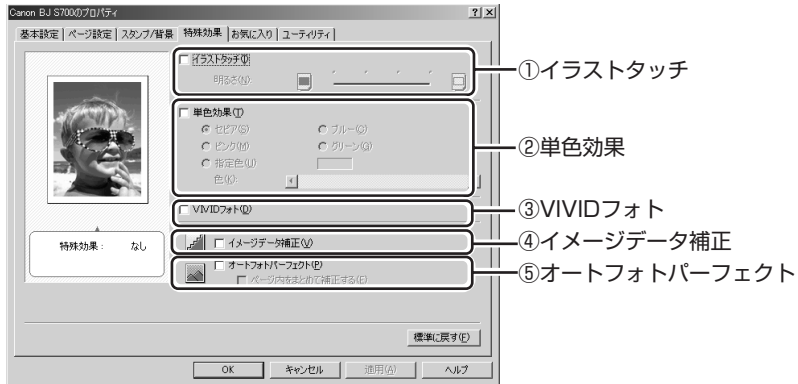 Canon BJ S700のプロパティ
基本設定 ページ設定 スタンプ/背景 特殊効果 お気に入り ユーティリティ
イラストタッチ(I)
明るさ(N):
①イラストタッチ
単色効果(T)
セピア(S) ブルー(G)
ピンク(M) グリーン(G)
指定色(U)
色(K):
②単色効果
VIVIDフォト(D)
③VIVIDフォト
特殊効果: なし
イメージデータ補正(V)
④イメージデータ補正
オートフォトパーフェクト(P)
ページ内をまとめて補正する(E)
⑤オートフォトパーフェクト
標準に戻す(F)
OK キャンセル 適用(A) ヘルプ